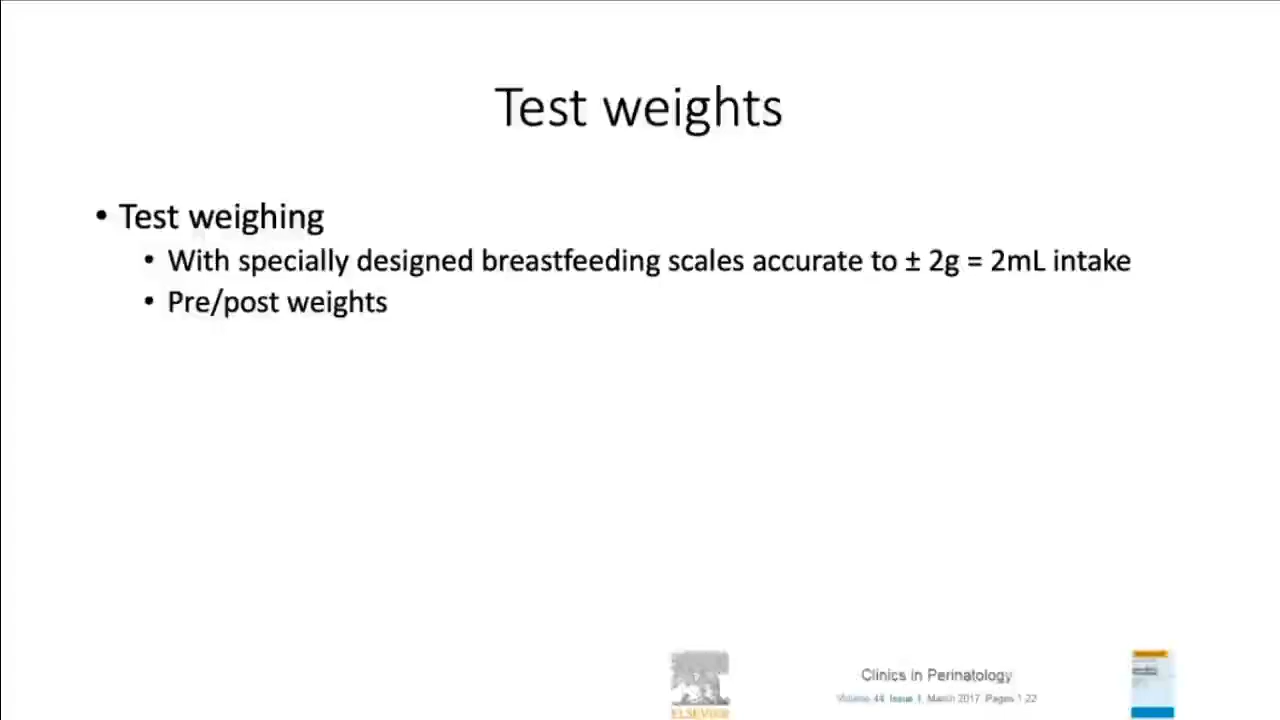 Test weights
• Test weighing
• With specially designed breastfeeding scales accurate to ± 2g = 2mL intake
• Pre/post weights
ELSEVIER
Clinics in Perinatology
Volume 44, Issue 1, March 2017, Pages 1-22